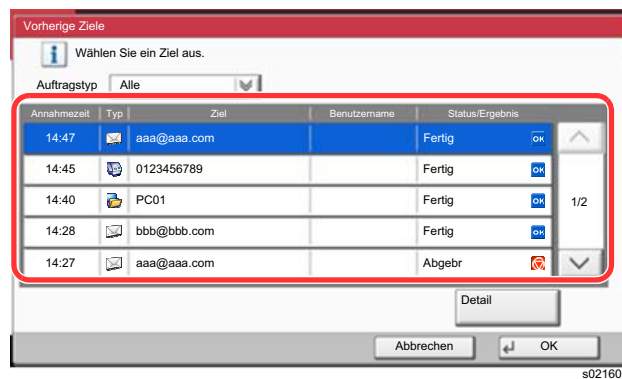 Vorherige Ziele
Wählen Sie ein Ziel aus.
Auftragstyp Alle
Annahmezeit Typ Ziel Benutzername Status/Ergebnis
14:47 aaa@aaa.com Fertig OK
14:45 0123456789 Fertig OK
14:40 PC01 Fertig OK
1/2
14:28 bbb@bbb.com Fertig OK
14:27 aaa@aaa.com Abgebr
Detail
Abbrechen OK
s02160